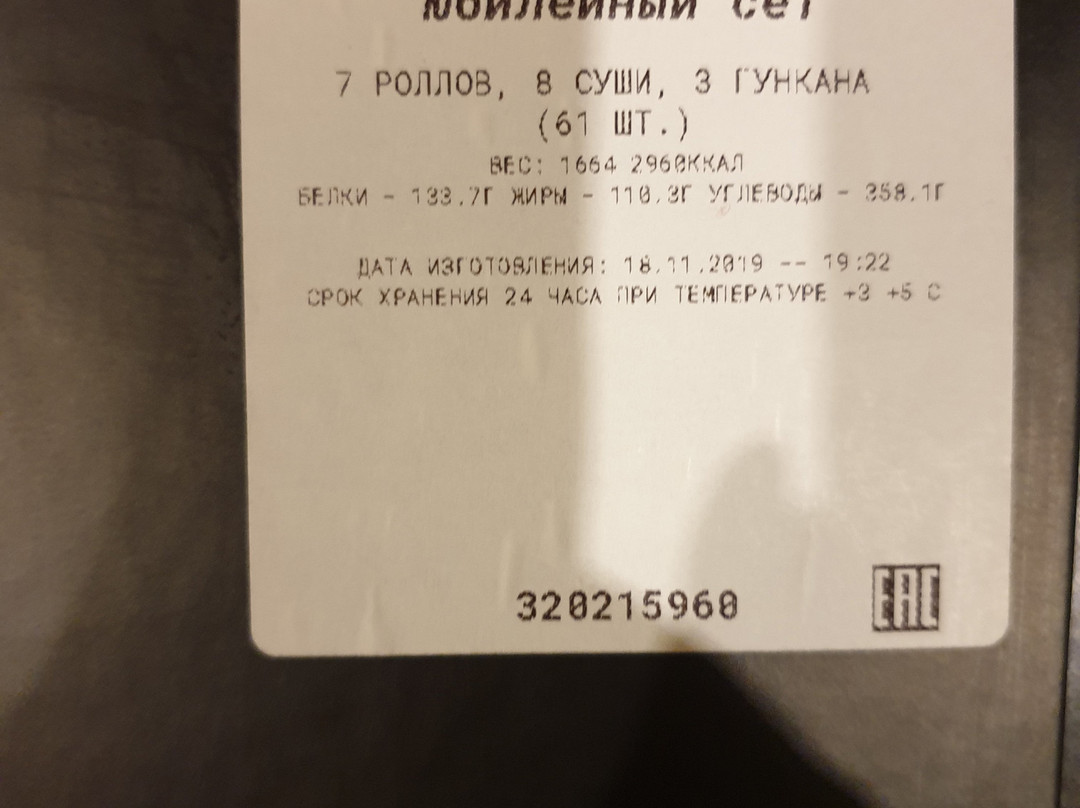 Юбилейный сет
7 РОЛЛОВ, 8 СУШИ, 3 ГУНКАНА
(61 ШТ.)
ВЕС: 1664 2960ККАЛ
БЕЛКИ - 133.7Г ЖИРЫ - 110.3Г УГЛЕВОДЫ - 358.1Г
ДАТА ИЗГОТОВЛЕНИЯ: 18.11.2019 -- 19:22
СРОК ХРАНЕНИЯ 24 ЧАСА ПРИ ТЕМПЕРАТУРЕ +3 +5 С
320215960
ЕАС